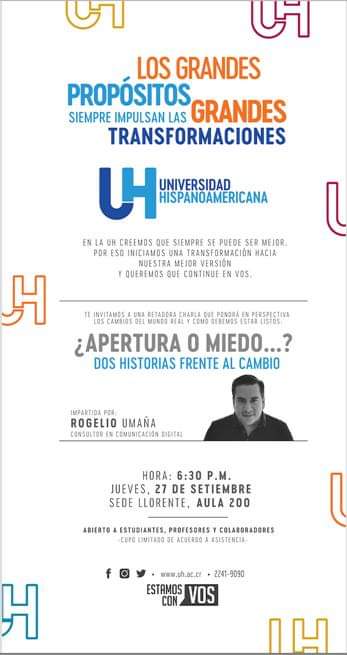 LOS GRANDES
PROPÓSITOS
SIEMPRE IMPULSAN LAS GRANDES
TRANSFORMACIONES
UH UNIVERSIDAD
HISPANOAMERICANA
EN LA UH CREEMOS QUE SIEMPRE SE PUEDE SER MEJOR,
POR ESO INICIAMOS UNA TRANSFORMACIÓN HACIA
NUESTRA MEJOR VERSIÓN
Y QUEREMOS QUE CONTINUE EN VOS.
TE INVITAMOS A UNA RETADORA CHARLA QUE PONDRÁ EN PERSPECTIVA
LOS CAMBIOS DEL MUNDO REAL Y COMO DEBEMOS ESTAR LISTOS:
¿APERTURA O MIEDO...?
DOS HISTORIAS FRENTE AL CAMBIO
IMPARTIDA POR:
ROGELIO UMAÑA
CONSULTOR EN COMUNICACIÓN DIGITAL
HORA: 6:30 P.M.
JUEVES, 27 DE SETIEMBRE
SEDE LLORENTE, AULA 200
ABIERTO A ESTUDIANTES, PROFESORES Y COLABORADORES
-CUPO LIMITADO DE ACUERDO A ASISTENCIA-
• www.uh.ac.cr • 2241-9090
ESTAMOS
CON VOS